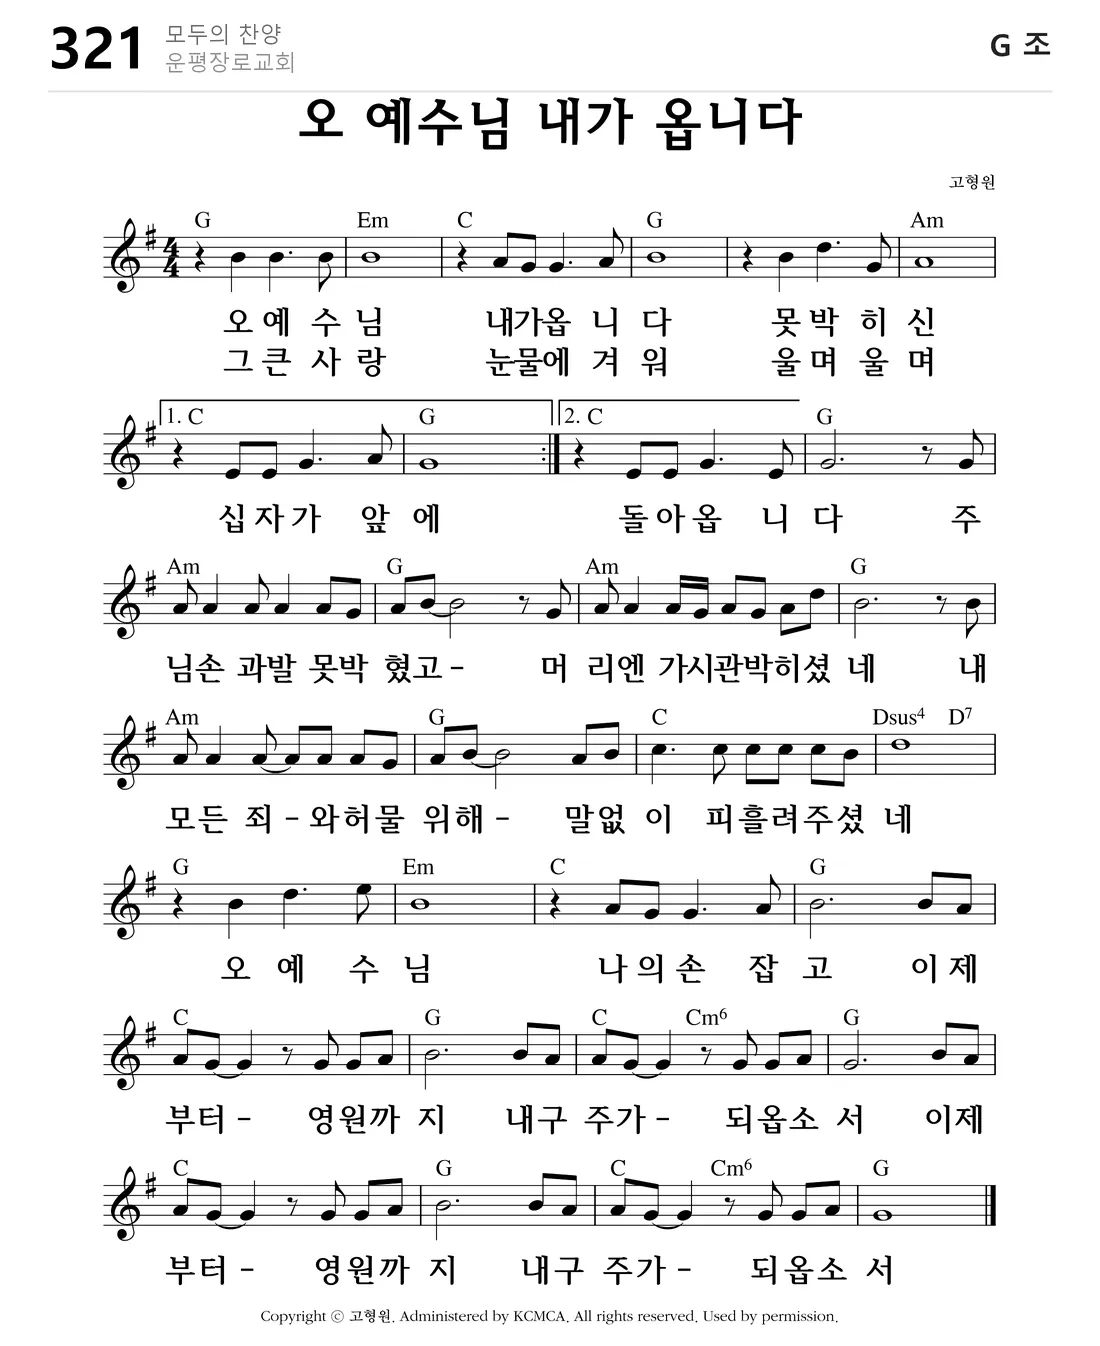 321 모두의 찬양
운평장로교회
G 조
오 예수님 내가 옵니다
고형원
G Em C G Am
오 예 수 님 내가옵 니 다 못 박 히 신
그 큰 사 랑 눈물에 겨 워 울 며 울 며
1. C G 2. C G
십 자 가 앞 에 돌 아 옵 니 다 주
Am G Am G
님손 과발 못박 혔고- 머 리엔 가시관박히셨 네 내
Am G C Dsus4 D7
모든 죄 - 와허물 위해 - 말없 이 피흘려주셨 네
G Em C G
오 예 수 님 나 의 손 잡 고 이 제
C G C Cm6 G
부터 - 영원까 지 내구 주가 - 되옵소 서 이제
C G C Cm6 G
부터 - 영원까 지 내구 주가 - 되옵소 서
Copyright ⓒ 고형원. Administered by KCMCA. All rights reserved. Used by permission.